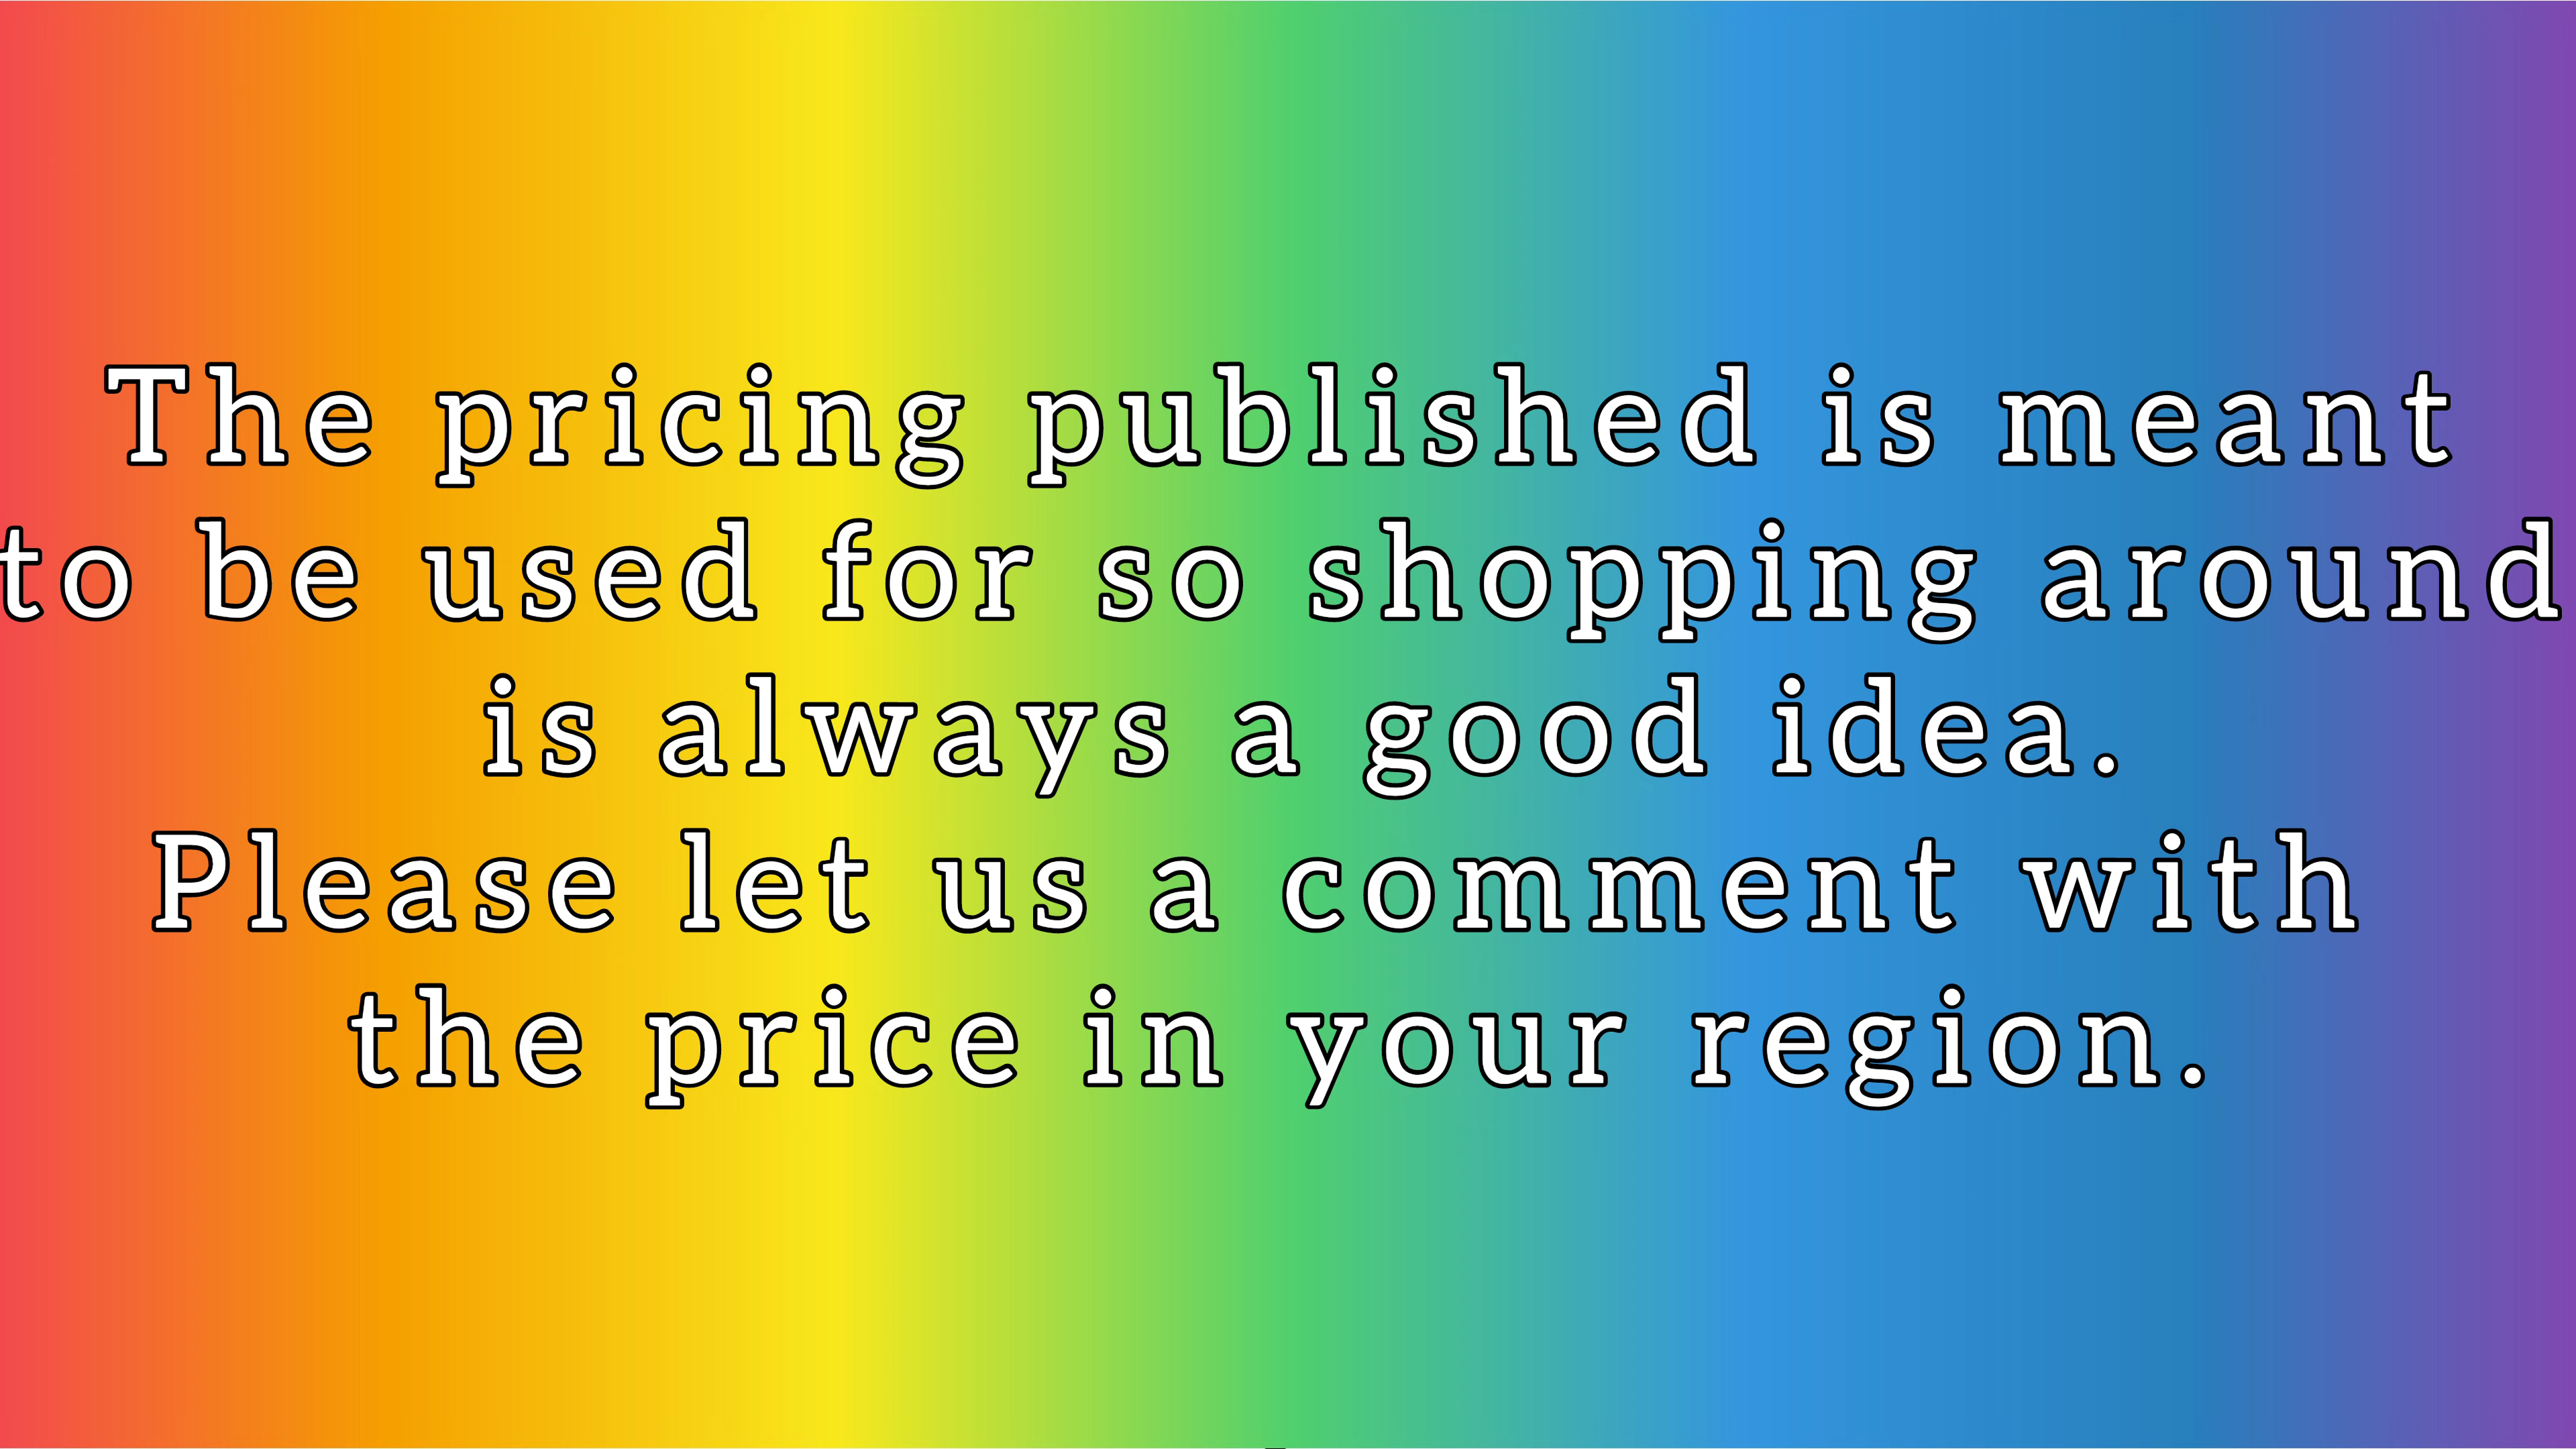 The pricing published is meant
to be used for so shopping around
is always a good idea.
Please let us a comment with
the price in your region.